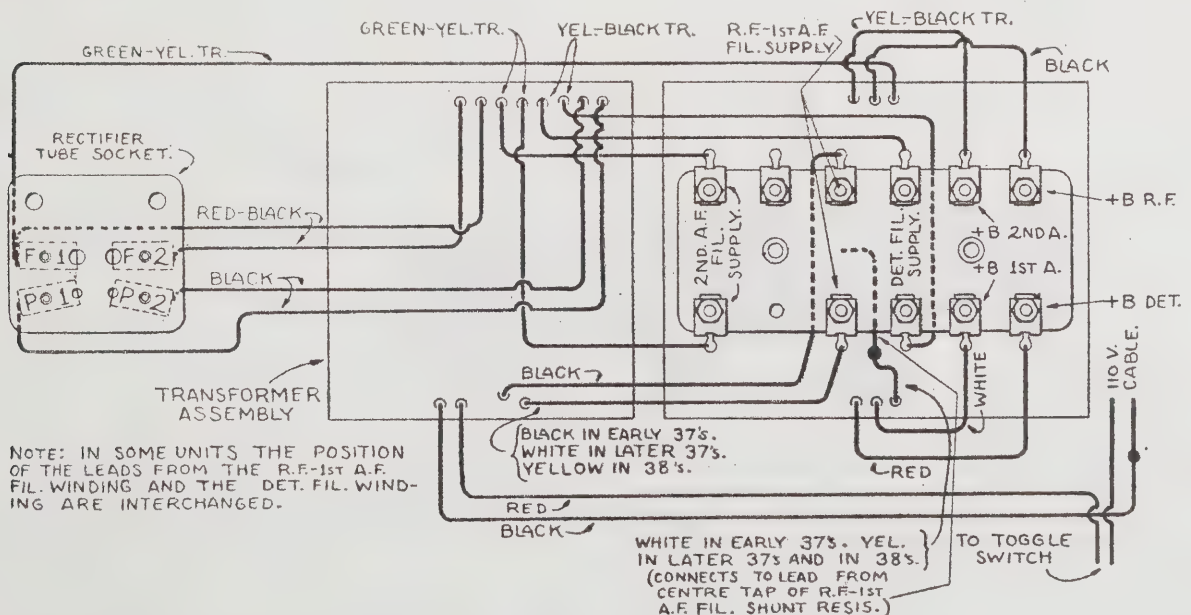 GREEN-YEL. TR.
YEL-BLACK TR.
R.F.-1ST A.F.
FIL. SUPPLY.
YEL-BLACK TR.
BLACK
GREEN-YEL. TR.
RECTIFIER
TUBE SOCKET.
RED-BLACK
F 1
F 2
P 1
P 2
BLACK
2ND. A.F.
FIL.
SUPPLY.
DET. FIL.
SUPPLY.
+B R.F.
+B 2ND A.
+B 1ST A.
+B DET.
110 V.
CABLE.
TRANSFORMER
ASSEMBLY
BLACK
WHITE
BLACK IN EARLY 37's.
WHITE IN LATER 37's.
YELLOW IN 38's.
RED
NOTE: IN SOME UNITS THE POSITION
OF THE LEADS FROM THE R.F.-1ST A.F.
FIL. WINDING AND THE DET. FIL. WIND-
ING ARE INTERCHANGED.
RED
BLACK
WHITE IN EARLY 37's. YEL.
IN LATER 37's AND IN 38's.
(CONNECTS TO LEAD FROM
CENTRE TAP OF R.F.-1ST
A.F. FIL. SHUNT RESIS.)
TO TOGGLE
SWITCH